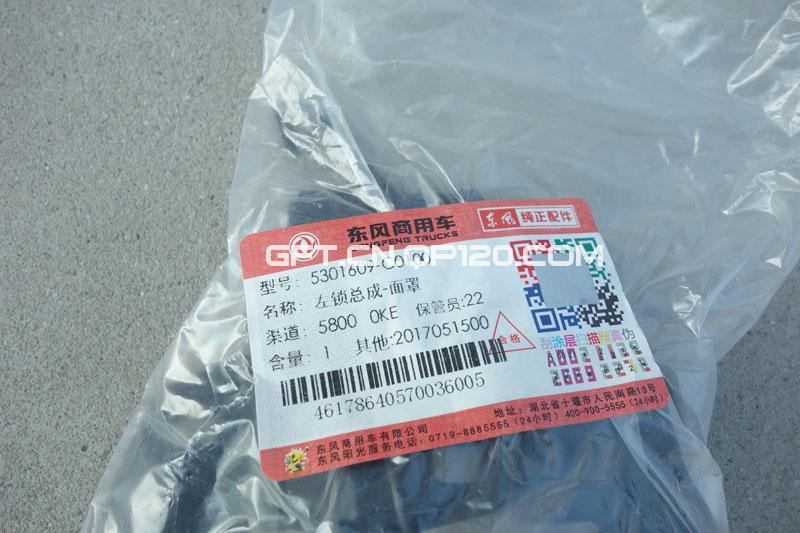 东风商用车
DONGFENG TRUCKS
东风 纯正配件
GPT.CN.QP120.COM
型号: 5301609-C0100
名称: 左锁总成-面罩
渠道: 5800 0KE 保管员:22
含量: 1 其他:2017051500
合格
刮涂层扫描辨真伪
46178640570036005
东风商用车有限公司
东风阳光服务电话: 0719-8885555 (24小时) 400-900-5555 (24小时)
地址: 湖北省十堰市人民南路13号